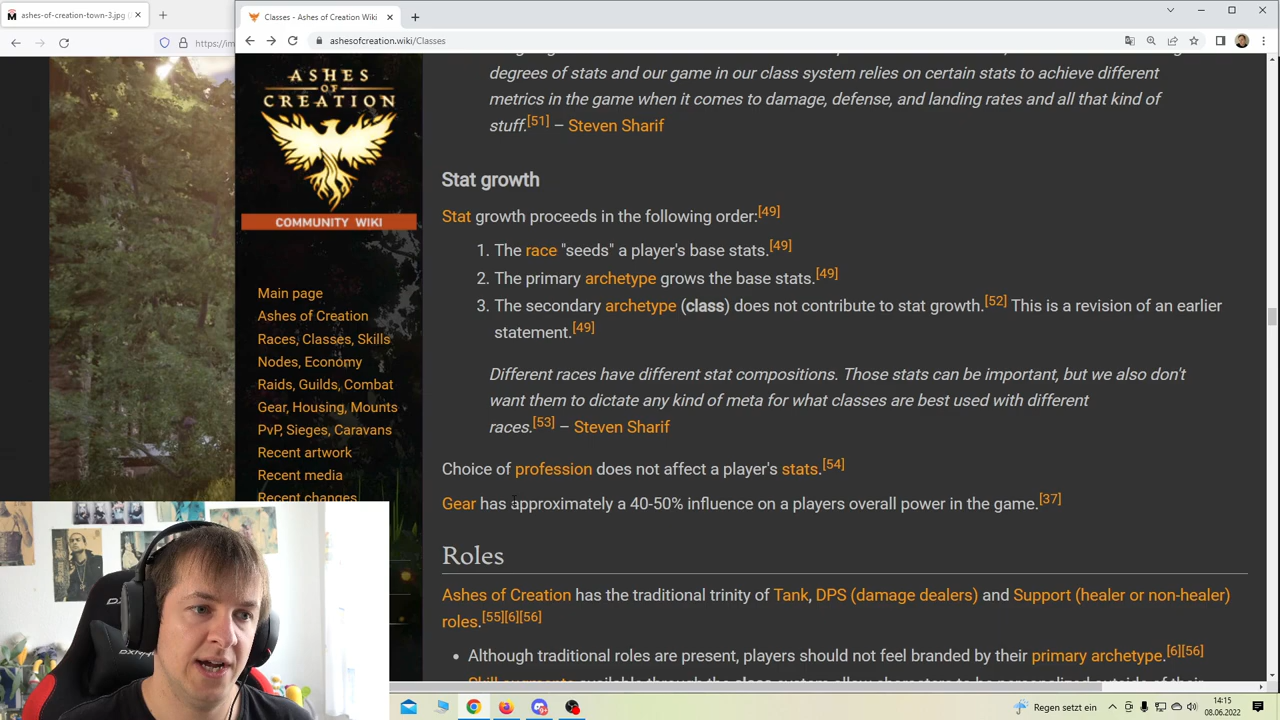 ashes-of-creation-town-3.jpg (
Classes - Ashes of Creation Wiki
https://im
ashesofcreation.wiki/Classes
ASHES
OF
CREATION
COMMUNITY WIKI
Main page
Ashes of Creation
Races, Classes, Skills
Nodes, Economy
Raids, Guilds, Combat
Gear, Housing, Mounts
PvP, Sieges, Caravans
Recent artwork
Recent media
Recent changes
degrees of stats and our game in our class system relies on certain stats to achieve different
metrics in the game when it comes to damage, defense, and landing rates and all that kind of
stuff.[51] – Steven Sharif
Stat growth
Stat growth proceeds in the following order:[49]
1. The race "seeds" a player's base stats.[49]
2. The primary archetype grows the base stats.[49]
3. The secondary archetype (class) does not contribute to stat growth.[52] This is a revision of an earlier
statement.[49]
Different races have different stat compositions. Those stats can be important, but we also don't
want them to dictate any kind of meta for what classes are best used with different
races.[53] – Steven Sharif
Choice of profession does not affect a player's stats.[54]
Gear has approximately a 40-50% influence on a players overall power in the game.[37]
Roles
Ashes of Creation has the traditional trinity of Tank, DPS (damage dealers) and Support (healer or non-healer)
roles.[55][6][56]
• Although traditional roles are present, players should not feel branded by their primary archetype.[6][56]
Regen setzt ein
14:15
08.06.2022